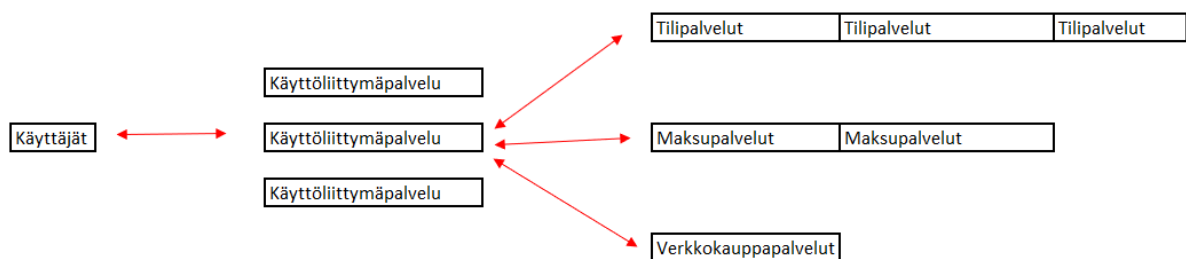 Tilipalvelut Tilipalvelut Tilipalvelut
Käyttöliittymäpalvelu
Käyttäjät Käyttöliittymäpalvelu Maksupalvelut Maksupalvelut
Käyttöliittymäpalvelu
Verkkokauppapalvelut